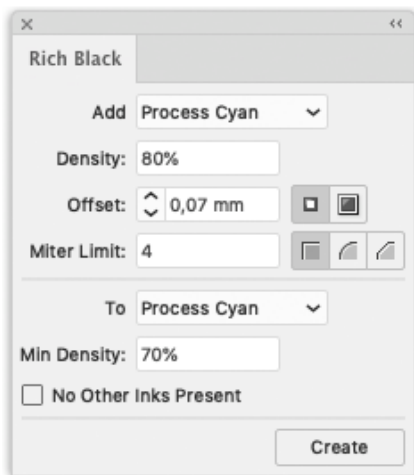 Rich Black
Add Process Cyan
Density: 80%
Offset: 0,07 mm
Miter Limit: 4
To Process Cyan
Min Density: 70%
No Other Inks Present
Create